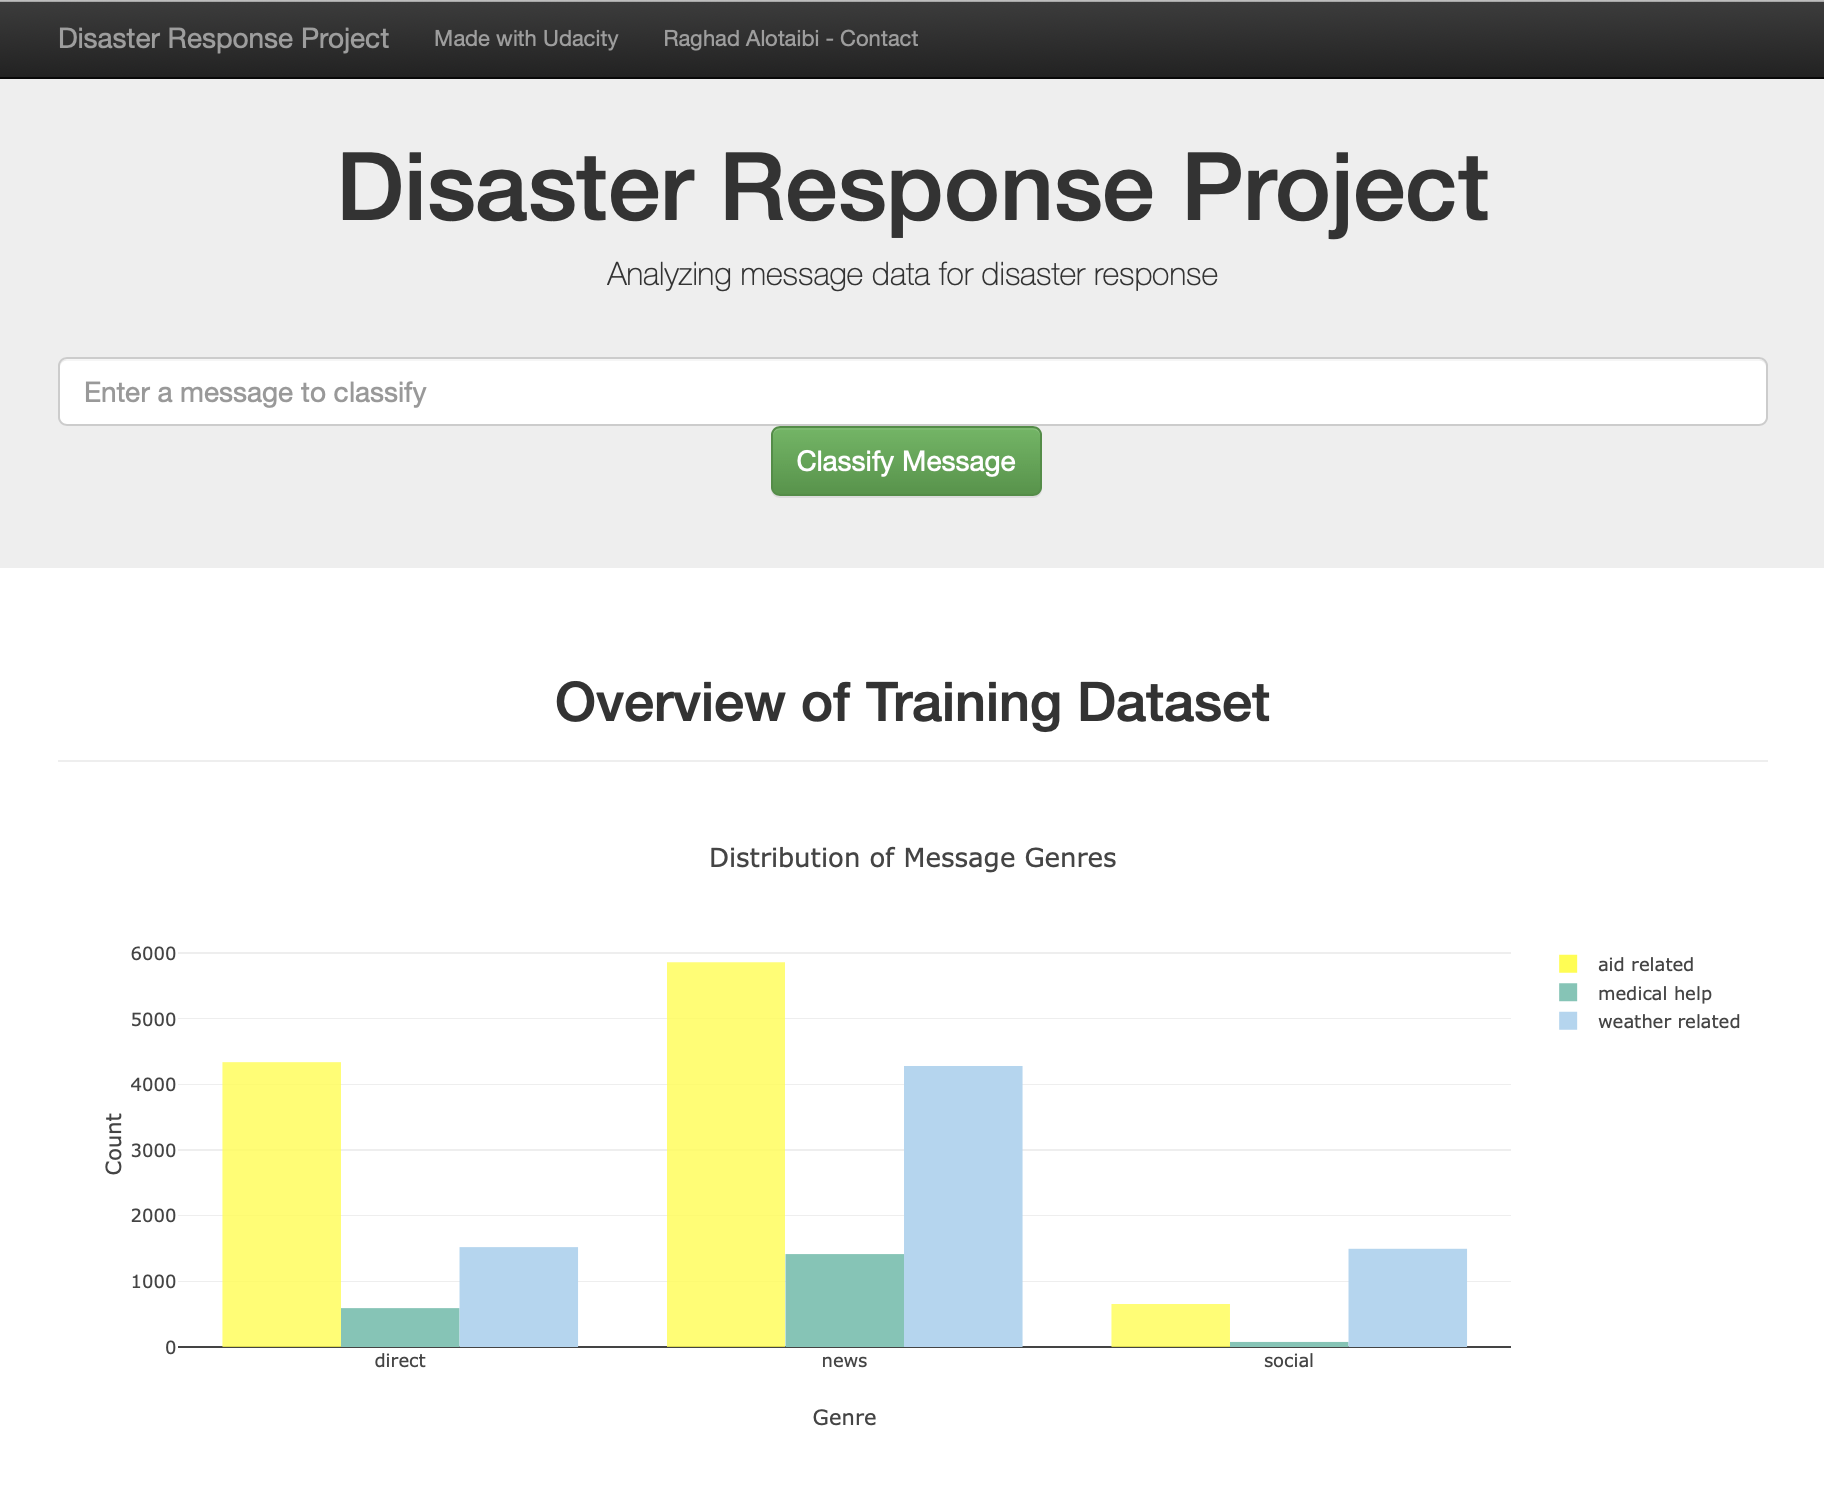 Disaster Response Project Made with Udacity Raghad Alotaibi - Contact
Disaster Response Project
Analyzing message data for disaster response
Enter a message to classify
Classify Message
Overview of Training Dataset
Distribution of Message Genres
6000
5000
4000
3000
2000
1000
0
Count
direct news social
Genre
aid related
medical help
weather related